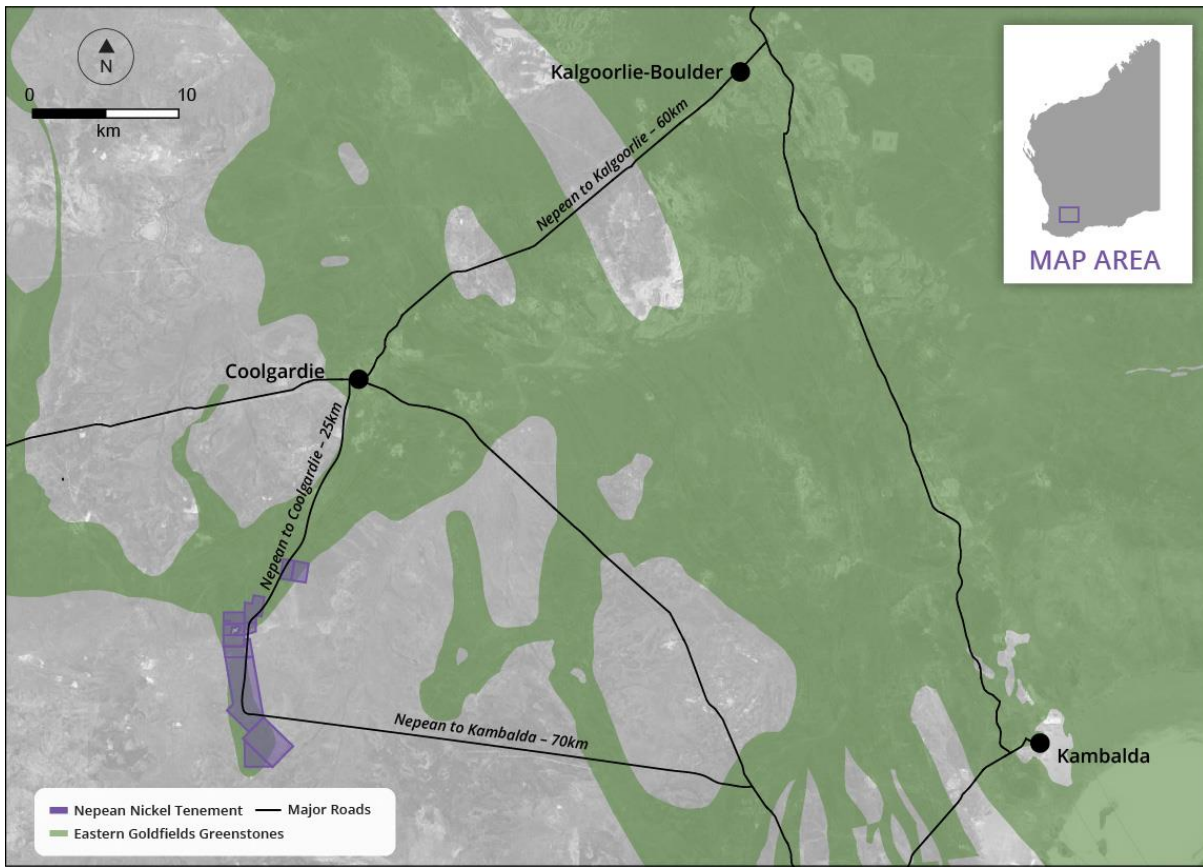 N
0 10
km
Kalgoorlie-Boulder
Nepean to Kalgoorlie – 60km
MAP AREA
Coolgardie
Nepean to Coolgardie – 25km
Nepean to Kambalda – 70km
Kambalda
Nepean Nickel Tenement
Major Roads
Eastern Goldfields Greenstones